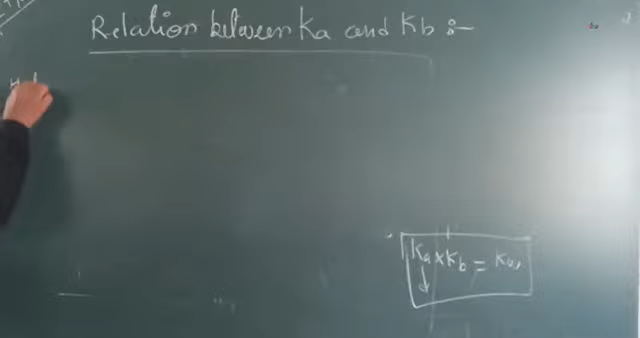 Relation between Ka and Kb :-
Ka x Kb = Kw